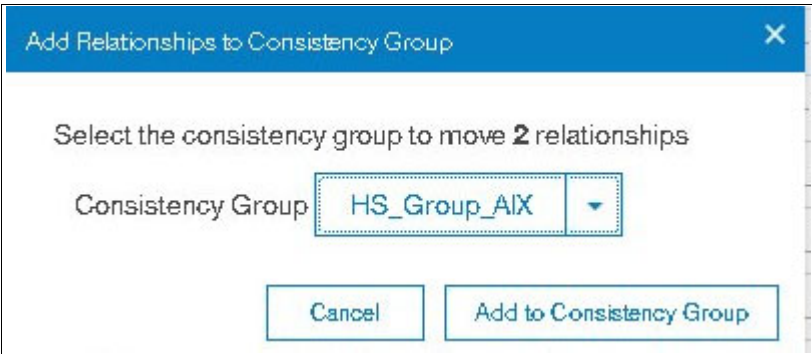 Add Relationships to Consistency Group
Select the consistency group to move 2 relationships
Consistency Group HS_Group_AIX
Cancel Add to Consistency Group